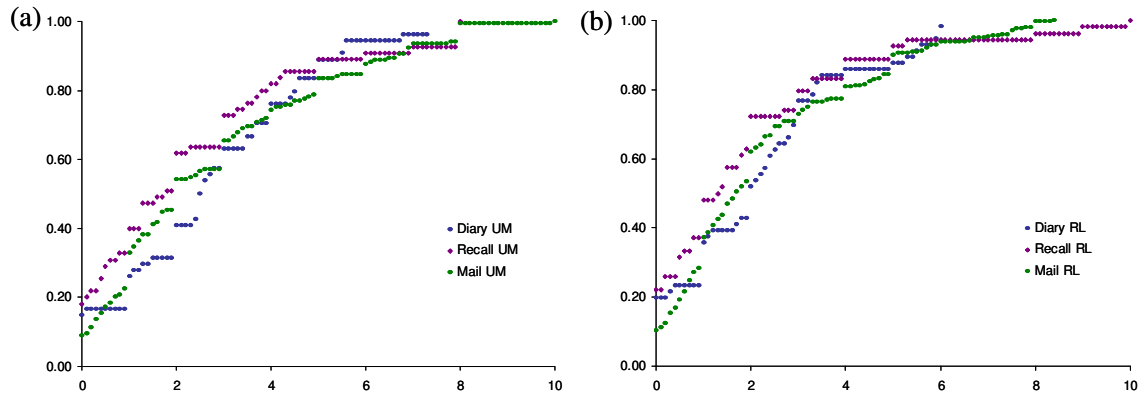 (a)
1.00
0.80
0.60
0.40
0.20
0.00
0 2 4 6 8 10
Diary UM
Recall UM
Mail UM
(b)
1.00
0.80
0.60
0.40
0.20
0.00
0 2 4 6 8 10
Diary RL
Recall RL
Mail RL